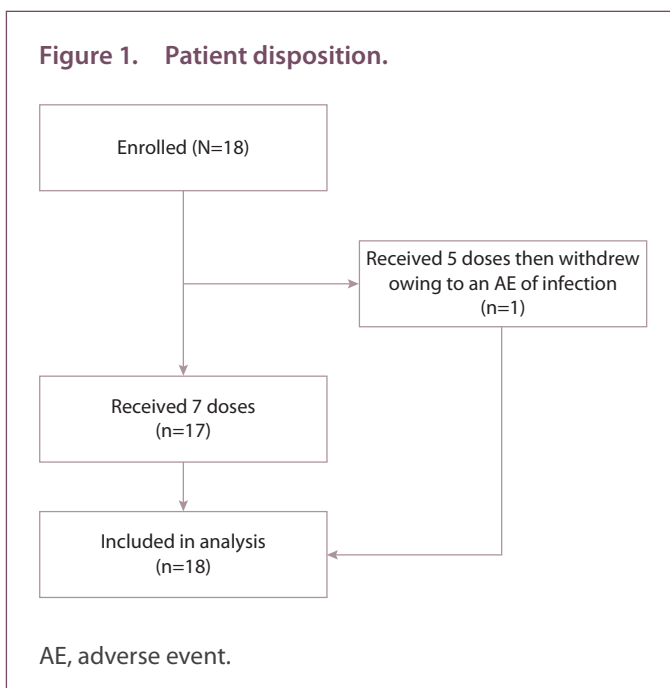 Figure 1. Patient disposition.
Enrolled (N=18)
Received 5 doses then withdrew
owing to an AE of infection
(n=1)
Received 7 doses
(n=17)
Included in analysis
(n=18)
AE, adverse event.